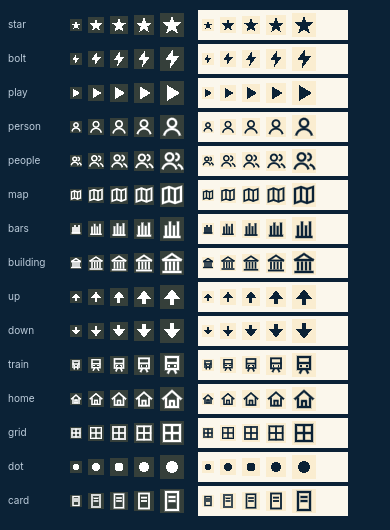 star
bolt
play
person
people
map
bars
building
up
down
train
home
grid
dot
card